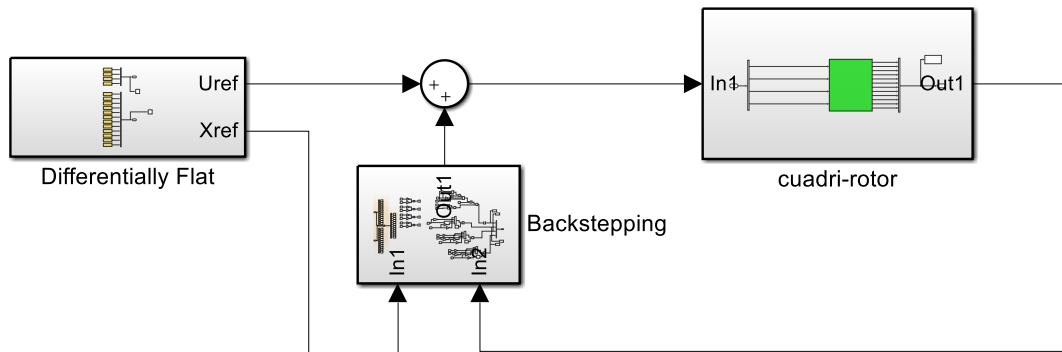 Uref
Xref
Differentially Flat
+
+
In1
Out1
cuadri-rotor
Out1
In1
In2
Backstepping